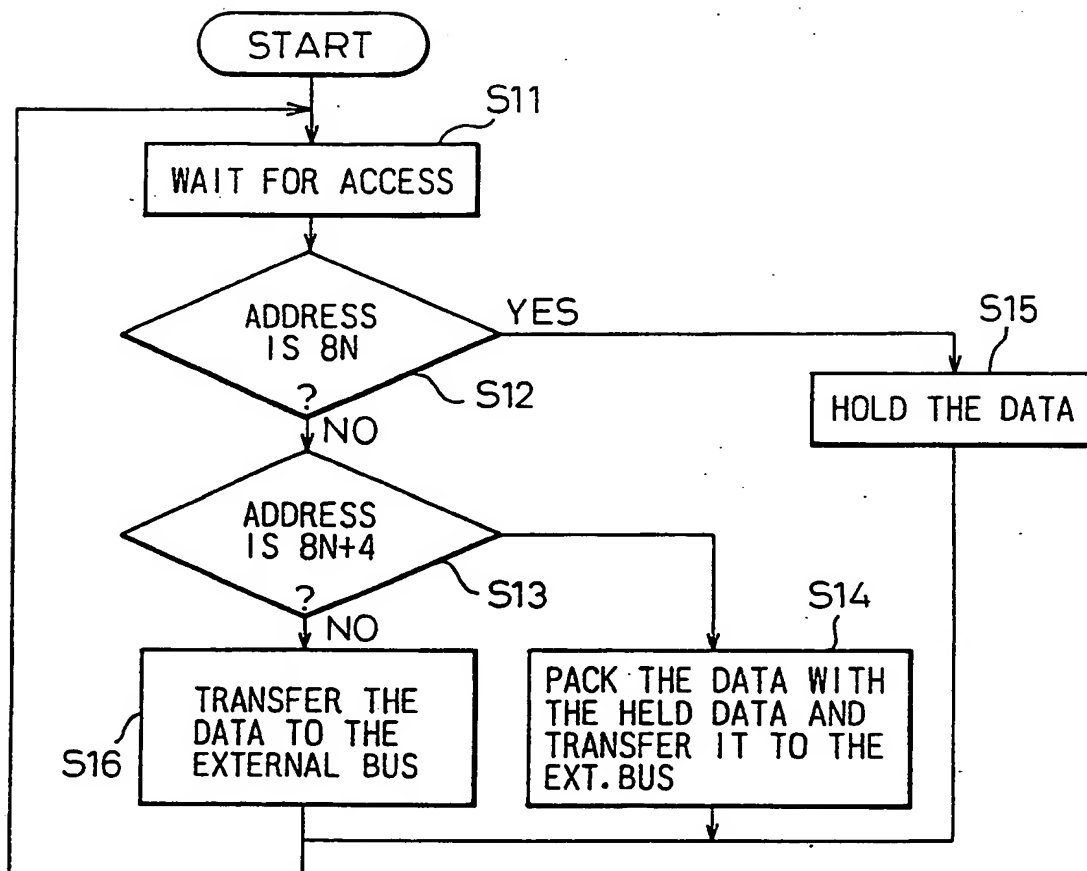 START
S11
WAIT FOR ACCESS
ADDRESS
IS 8N
?
YES
S12
NO
S15
HOLD THE DATA
ADDRESS
IS 8N+4
?
S13
NO
S14
TRANSFER THE
DATA TO THE
EXTERNAL BUS
S16
PACK THE DATA WITH
THE HELD DATA AND
TRANSFER IT TO THE
EXT.BUS